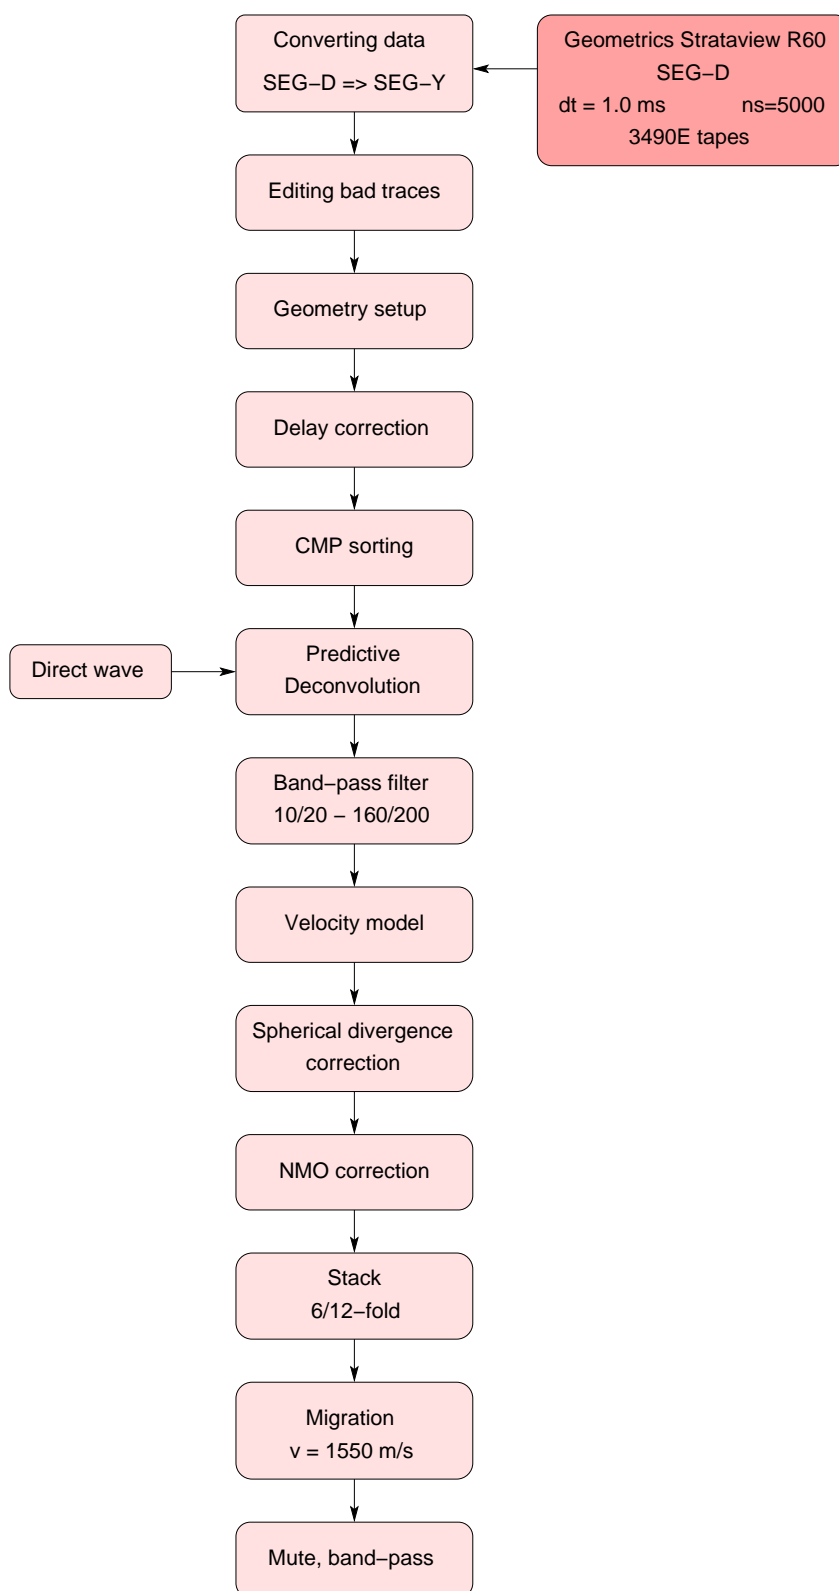 Converting data
SEG−D => SEG−Y
Geometrics Strataview R60
SEG−D
dt = 1.0 ms ns=5000
3490E tapes
Editing bad traces
Geometry setup
Delay correction
CMP sorting
Direct wave
Predictive
Deconvolution
Band−pass filter
10/20 − 160/200
Velocity model
Spherical divergence
correction
NMO correction
Stack
6/12−fold
Migration
v = 1550 m/s
Mute, band−pass